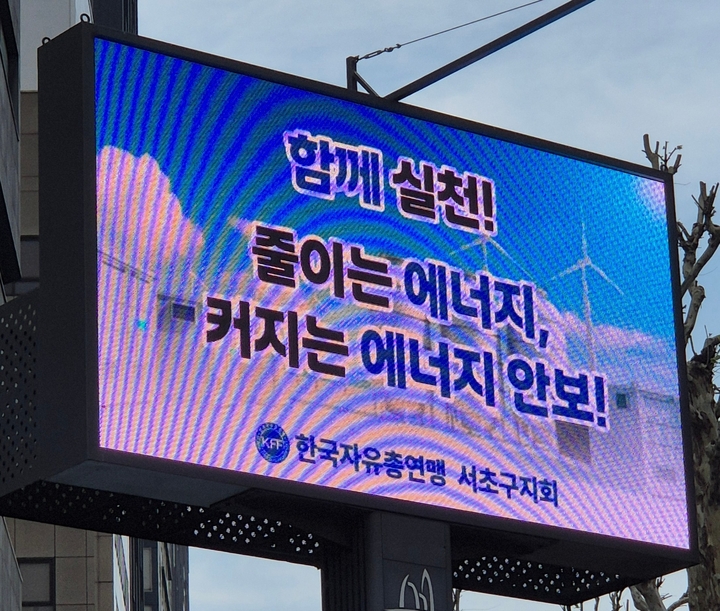 함께 실천!
줄이는 에너지,
커지는 에너지 안보!
KFF 한국자유총연맹 서초구지회